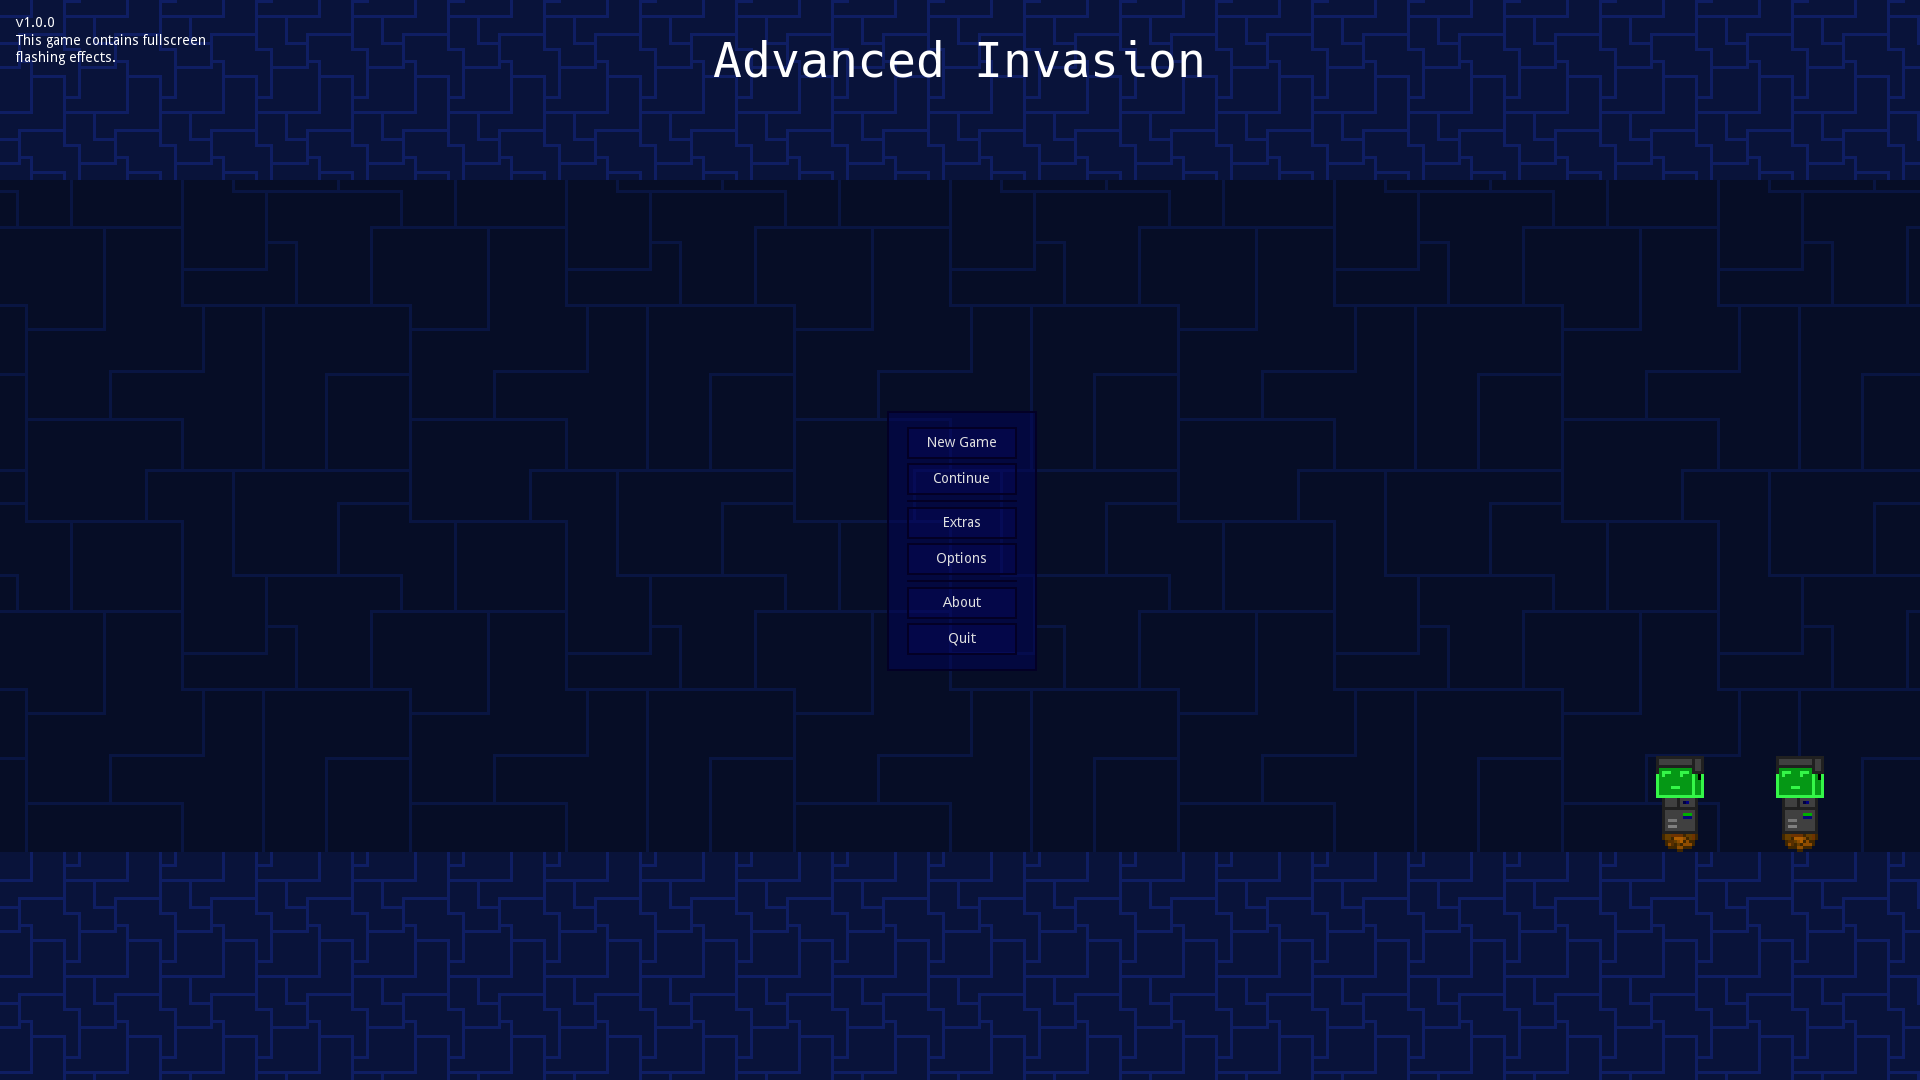 v1.0.0
This game contains fullscreen
flashing effects.
Advanced Invasion
New Game
Continue
Extras
Options
About
Quit